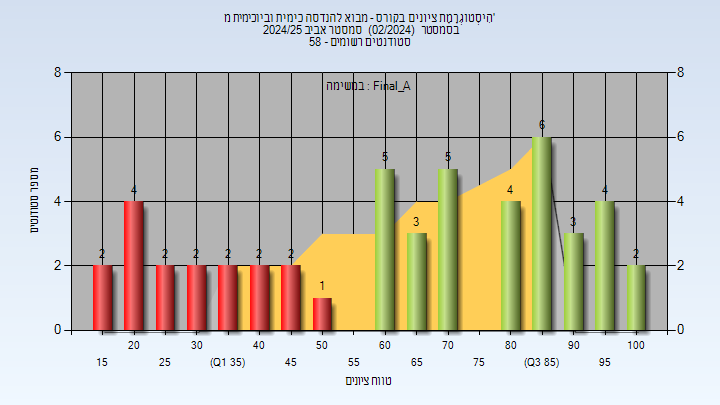 היסטוגרמת ציונים בקורס - מבוא להנדסה כימית וביוכימית מ'
בסמסטר (02/2024) סמסטר אביב 2024/25
סטודנטים רשומים - 58
במשימה : Final_A
מספר סטודנטים
8 8
6 6
4 4
2 2
0 0
2 4 2 2 2 2 2 1 5 3 5 4 6 3 4 2
20 30 40 50 60 70 80 90 100
15 25 (Q1 35) 45 55 65 75 (Q3 85) 95
טווח ציונים